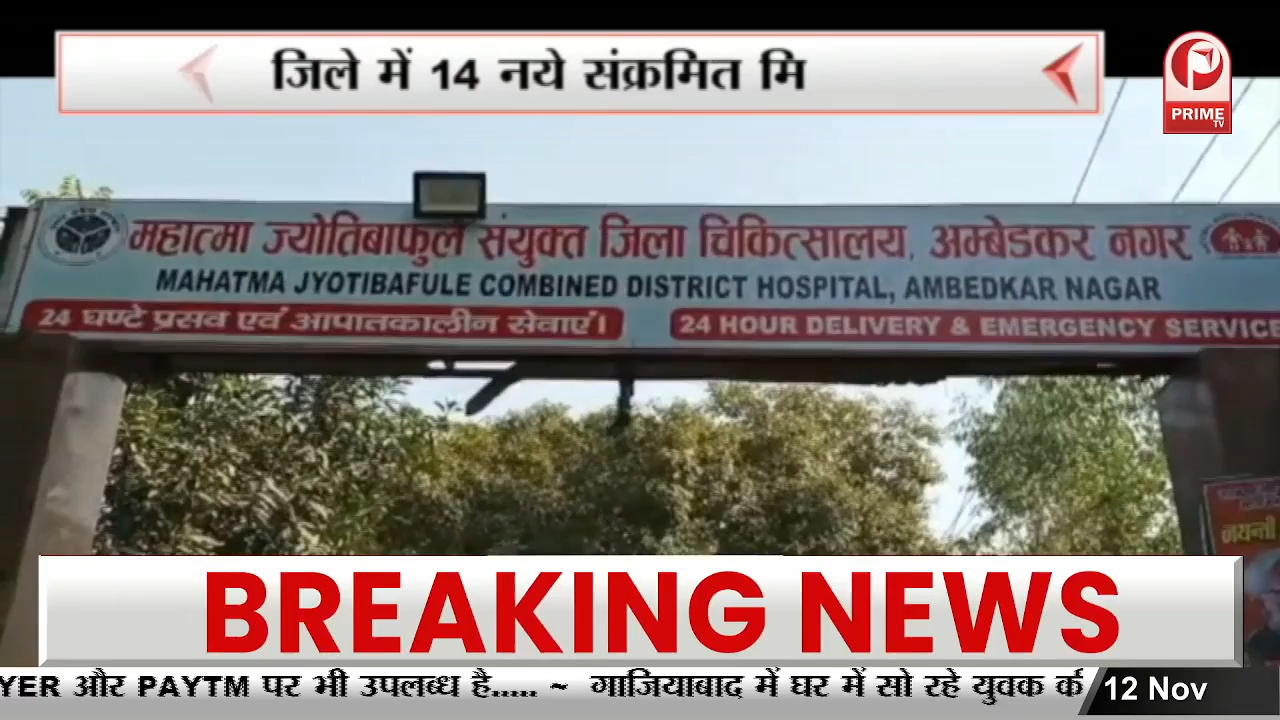 जिले में 14 नये संक्रमित मि
PRIME
TV
महात्मा ज्योतिबाफुले संयुक्त जिला चिकित्सालय, अम्बेडकर नगर
MAHATMA JYOTIBAFULE COMBINED DISTRICT HOSPITAL, AMBEDKAR NAGAR
24 घण्टे प्रसव एवं आपातकालीन सेवाएं।
24 HOUR DELIVERY & EMERGENCY SERVICE
जयन्ती
BREAKING NEWS
YER और PAYTM पर भी उपलब्ध है..... ~ गाजियाबाद में घर में सो रहे युवक क
12 Nov